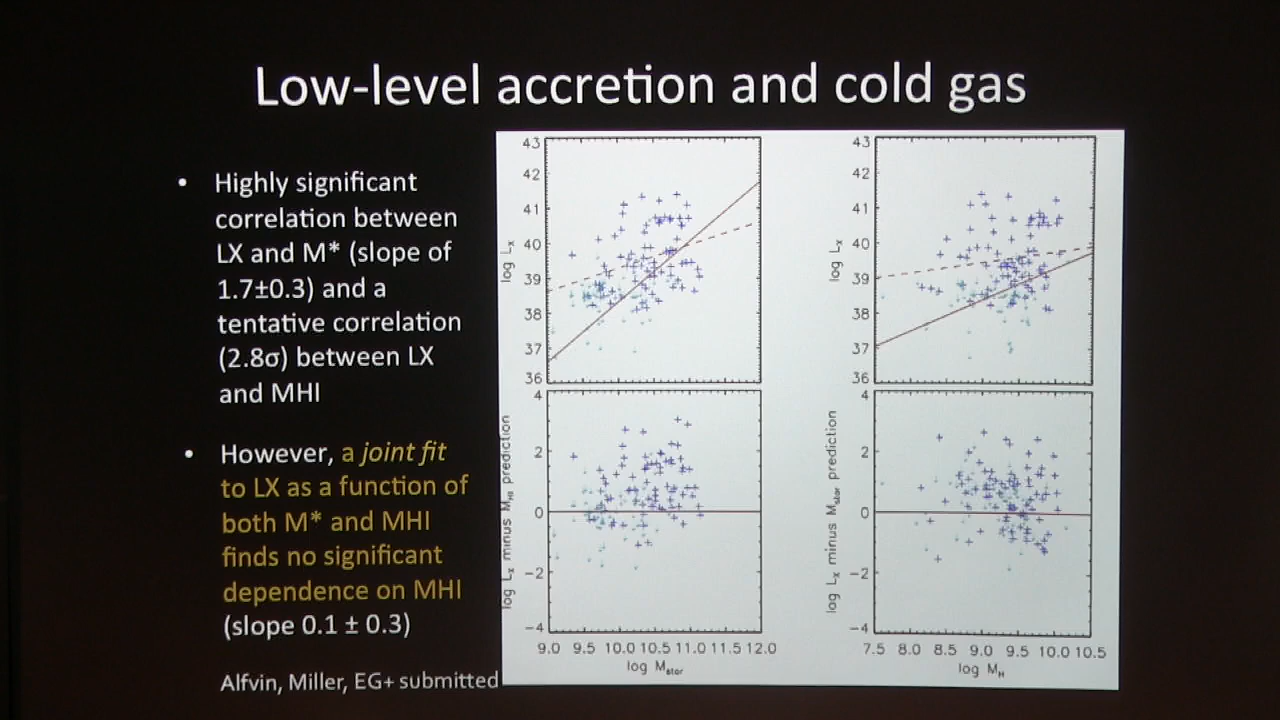 Low-level accretion and cold gas
• Highly significant
correlation between
LX and M* (slope of
1.7±0.3) and a
tentative correlation
(2.8σ) between LX
and MHI
• However, a joint fit
to LX as a function of
both M* and MHI
finds no significant
dependence on MHI
(slope 0.1 ± 0.3)
Alfvin, Miller, EG+ submitted
43
42
41
40
39
38
37
36
log Lx
43
42
41
40
39
38
37
36
log Lx
4
2
0
−2
−4
log Lx minus MHI prediction
9.0 9.5 10.0 10.5 11.0 11.5 12.0
log Mstar
4
2
0
−2
−4
log Lx minus Mstar prediction
7.5 8.0 8.5 9.0 9.5 10.0 10.5
log MH